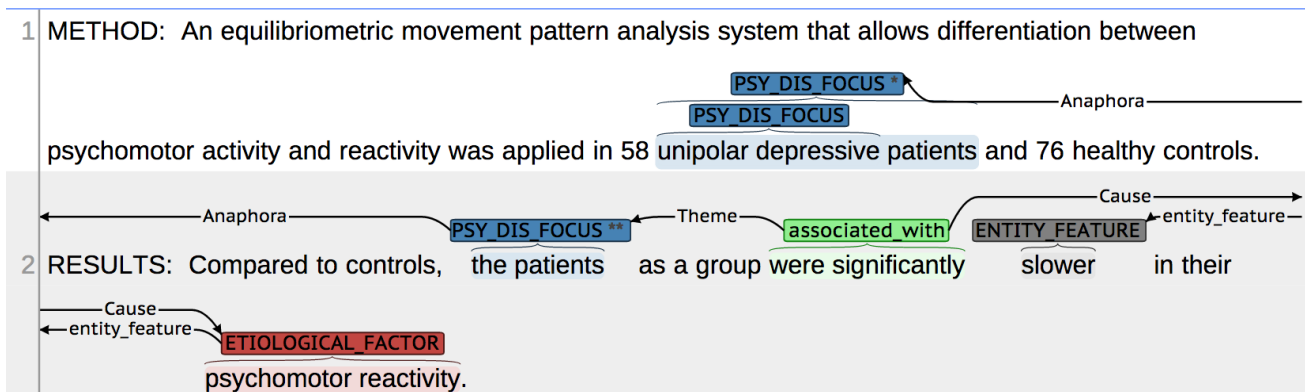 1 METHOD: An equilibriometric movement pattern analysis system that allows differentiation between
PSY_DIS_FOCUS *
Anaphora
PSY_DIS_FOCUS
psychomotor activity and reactivity was applied in 58 unipolar depressive patients and 76 healthy controls.
Cause
Anaphora Theme entity_feature
PSY_DIS_FOCUS ** associated_with ENTITY_FEATURE
2 RESULTS: Compared to controls, the patients as a group were significantly slower in their
Cause
entity_feature
ETIOLOGICAL_FACTOR
psychomotor reactivity.